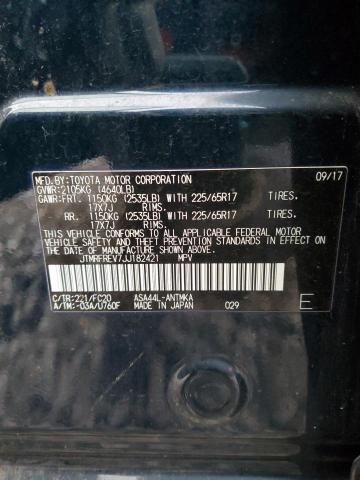 MFD.BY:TOYOTA MOTOR CORPORATION 09/17
GVWR:2105KG (4640LB)
GAWR:FRT. 1150KG (2535LB) WITH 225/65R17 TIRES.
17X7J RIMS.
RR. 1150KG (2535LB) WITH 225/65R17 TIRES.
17X7J RIMS.
THIS VEHICLE CONFORMS TO ALL APPLICABLE
FEDERAL MOTOR VEHICLE SAFETY, BUMPER, AND
THEFT PREVENTION STANDARDS IN EFFECT ON
THE DATE OF MANUFACTURE SHOWN ABOVE.
JTMRFREV7JJ182421 MPV
C/TR:221/FC20 ASA44L-ANTMKA
A/TM:-03A/U760F MADE IN JAPAN 029 E